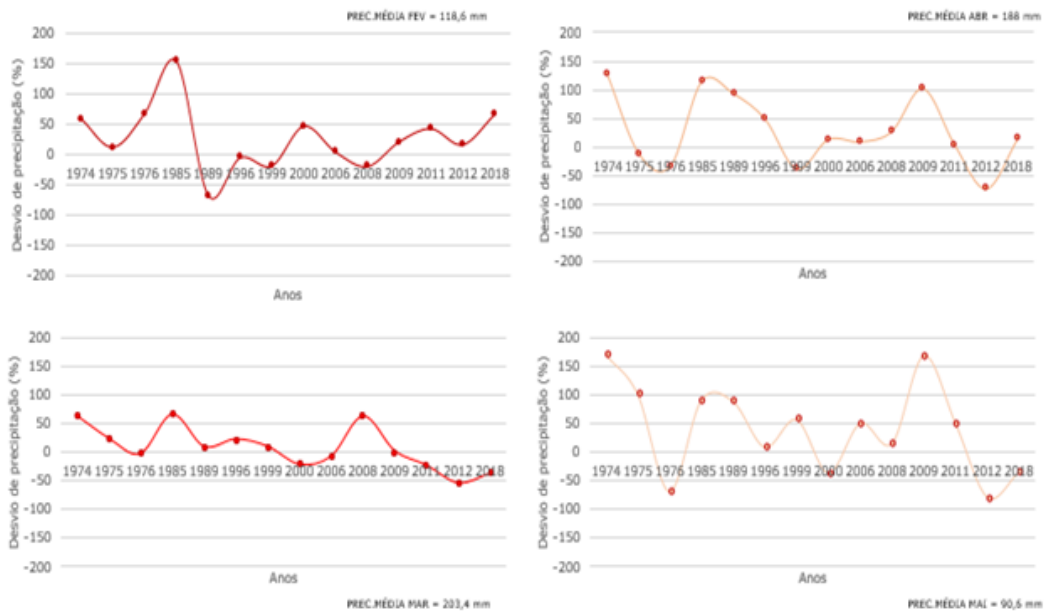 PREC.MÉDIA FEV = 118,6 mm
Desvio de precipitação (%)
200
150
100
50
0
-50
-100
-150
-200
1974 1975 1976 1985 1989 1996 1999 2000 2006 2008 2009 2011 2012 2018
Anos
PREC.MÉDIA ABR = 188 mm
Desvio de precipitação (%)
200
150
100
50
0
-50
-100
-150
-200
1974 1975 1976 1985 1989 1996 1999 2000 2006 2008 2009 2011 2012 2018
Anos
Desvio de precipitação (%)
200
150
100
50
0
-50
-100
-150
-200
1974 1975 1976 1985 1989 1996 1999 2000 2006 2008 2009 2011 2012 2018
Anos
PREC.MÉDIA MAR = 203,4 mm
Desvio de precipitação (%)
200
150
100
50
0
-50
-100
-150
-200
1974 1975 1976 1985 1989 1996 1999 2000 2006 2008 2009 2011 2012 2018
Anos
PREC.MÉDIA MAI = 90,6 mm